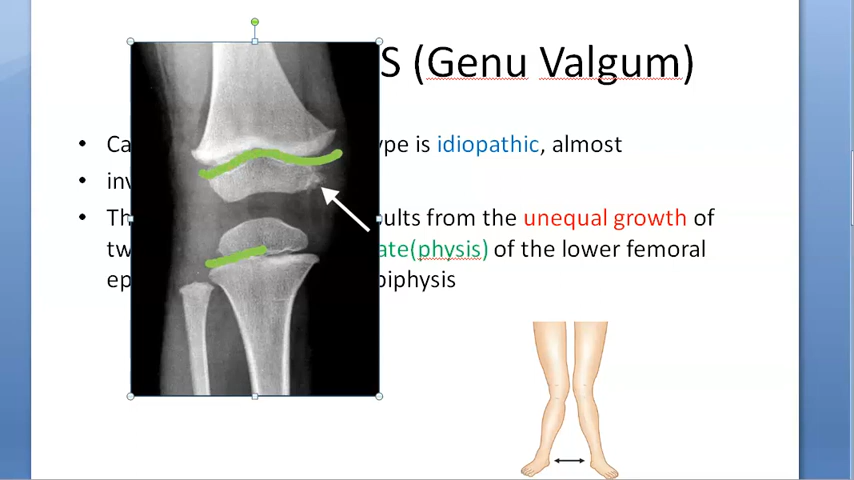 S (Genu Valgum)
• Ca ype is idiopathic, almost
• inv
• Th ults from the unequal growth of
tw ate(physis) of the lower femoral
ep piphysis